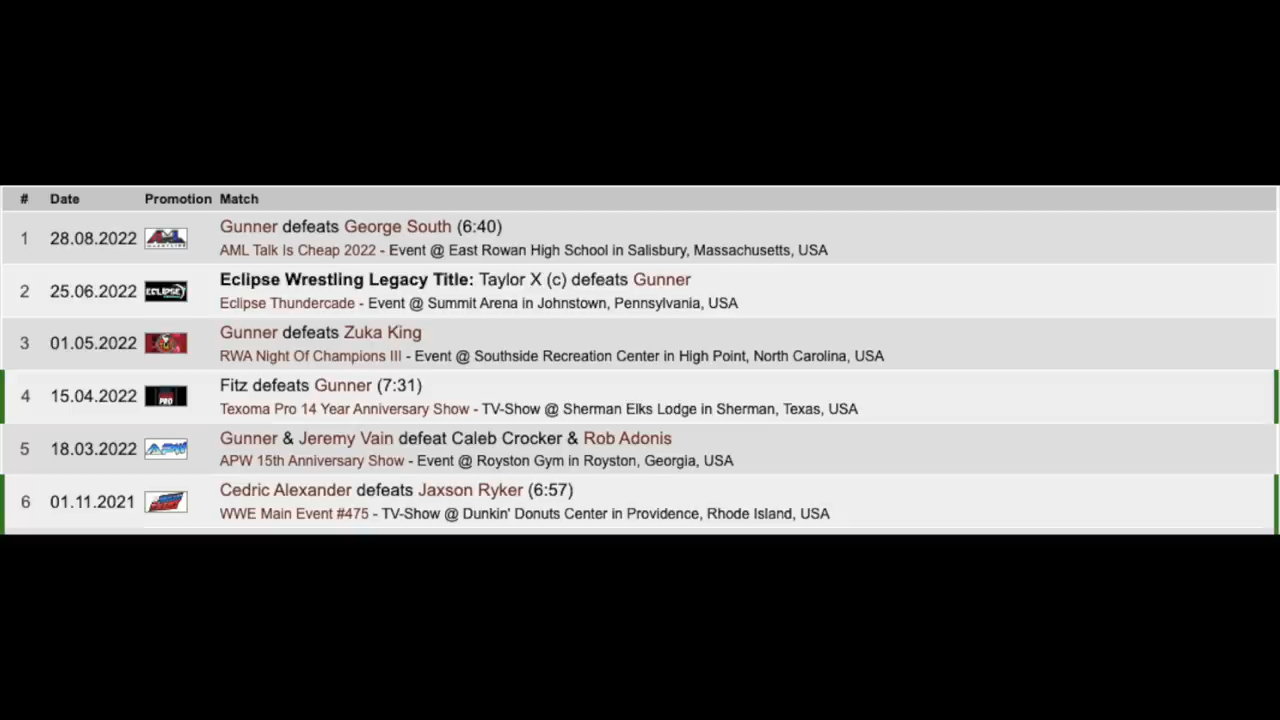 # Date Promotion Match
1 28.08.2022 AML Gunner defeats George South (6:40)
AML Talk Is Cheap 2022 - Event @ East Rowan High School in Salisbury, Massachusetts, USA
2 25.06.2022 ECLIPSE Eclipse Wrestling Legacy Title: Taylor X (c) defeats Gunner
Eclipse Thundercade - Event @ Summit Arena in Johnstown, Pennsylvania, USA
3 01.05.2022 Gunner defeats Zuka King
RWA Night Of Champions III - Event @ Southside Recreation Center in High Point, North Carolina, USA
4 15.04.2022 PRO Fitz defeats Gunner (7:31)
Texoma Pro 14 Year Anniversary Show - TV-Show @ Sherman Elks Lodge in Sherman, Texas, USA
5 18.03.2022 APW Gunner & Jeremy Vain defeat Caleb Crocker & Rob Adonis
APW 15th Anniversary Show - Event @ Royston Gym in Royston, Georgia, USA
6 01.11.2021 Cedric Alexander defeats Jaxson Ryker (6:57)
WWE Main Event #475 - TV-Show @ Dunkin' Donuts Center in Providence, Rhode Island, USA